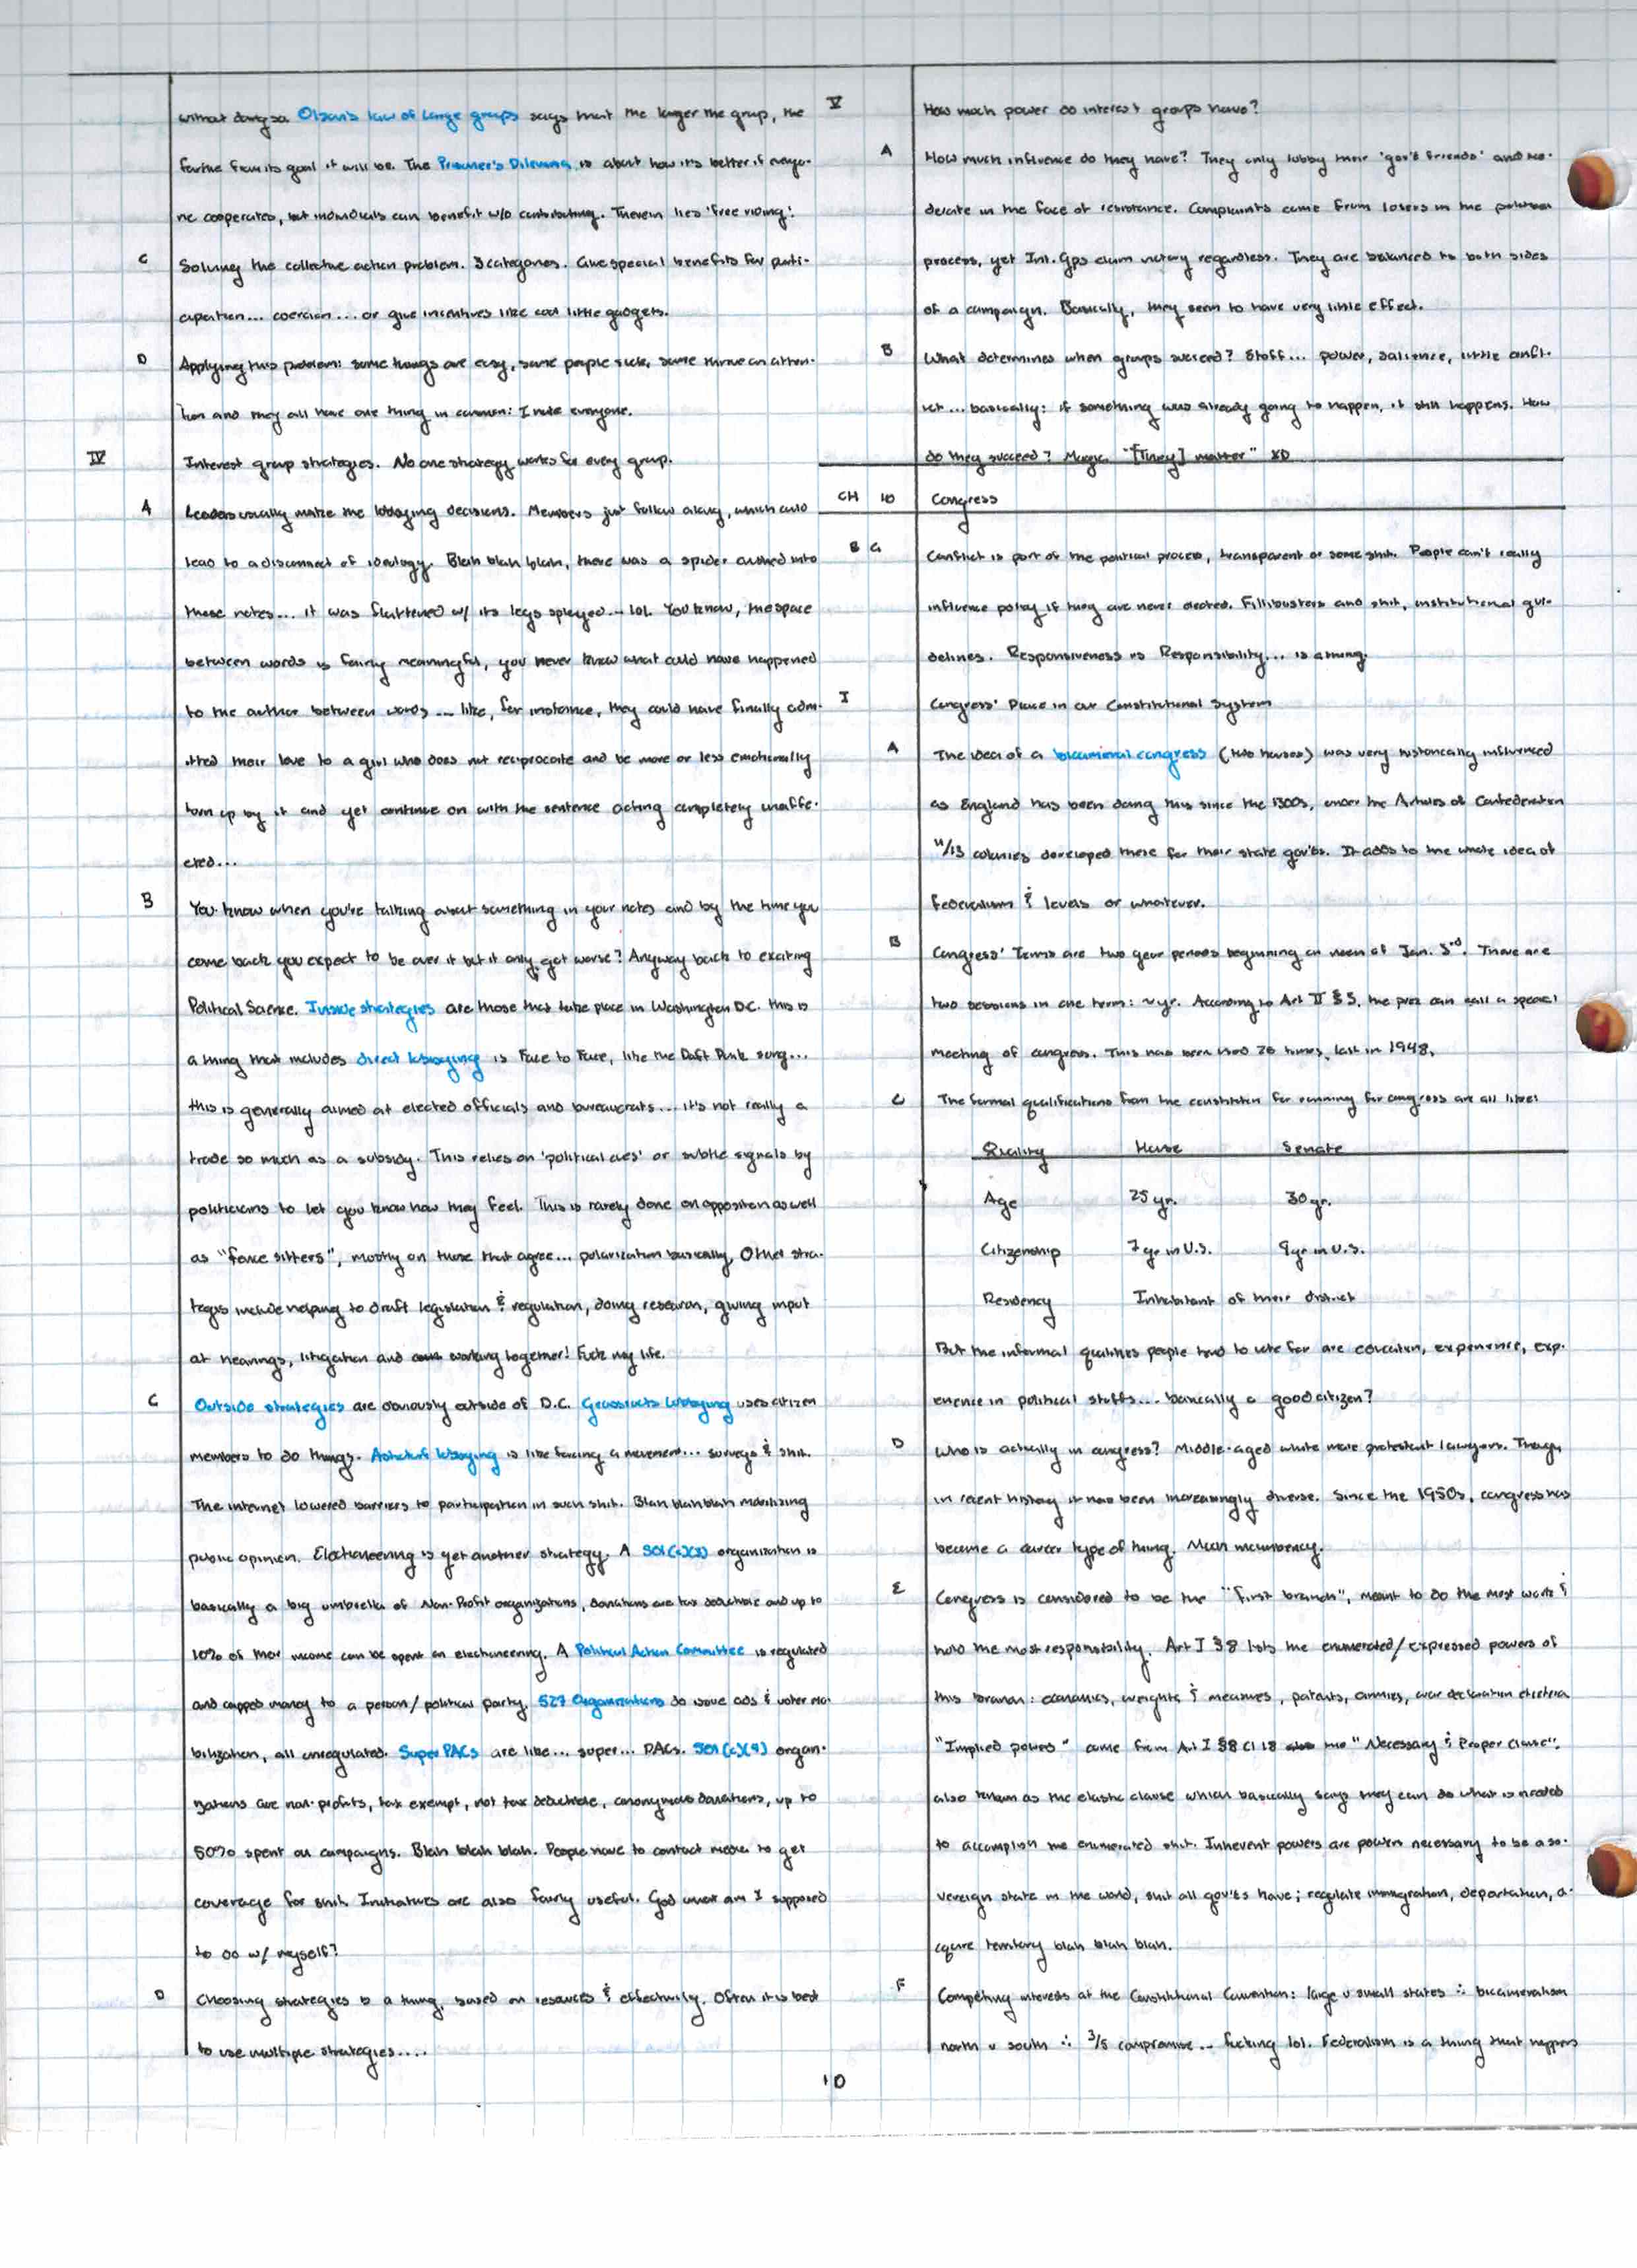 without doing so. Olson's law of large groups says that the larger the group, the
farther from its goal it will be. The Prisoner's Dilemma is about how it's better if everyo-
ne cooperates, but individuals can benefit w/o contributing. Therein lies 'free riding'.
C Solving the collective action problem. 3 categories. Give special benefits for parti-
cipation... coercion... or give incentives like cool little gadgets.
D Applying this problem: some things are easy, some people suck, some thrive on atten-
tion and they all have one thing in common: I hate everyone.
IV Interest group strategies. No one strategy works for every group.
A Leaders usually make the lobbying decisions. Members just follow along, which could
lead to a disconnect of ideology. Blah blah blah, there was a spider crushed into
these notes... it was flattened w/ its legs splayed... lol. You know, the space
between words is fairly meaningful, you never know what could have happened
to the author between words... like, for instance, they could have finally adm-
itted their love to a girl who does not reciprocate and be more or less emotionally
torn up by it and yet continue on with the sentence acting completely unaffe-
cted...
B You know when you're talking about something in your notes and by the time you
come back you expect to be over it but it only got worse? Anyway back to exciting
Political Science. Inside strategies are those that take place in Washington D.C. this is
a thing that includes direct lobbying is Face to Face, like the Daft Punk song...
this is generally aimed at elected officials and bureaucrats... it's not really a
trade so much as a subsidy. This relies on 'political cues' or subtle signals by
politicians to let you know how they feel. This is rarely done on opposition as well
as "fence sitters", mostly on those that agree... polarization basically. Other stra-
tegies include helping to draft legislation & regulation, doing research, giving input
at hearings, litigation and working together! Fuck my life.
C Outside strategies are obviously outside of D.C. Grassroots Lobbying uses citizen
members to do things. Astroturf lobbying is like faking a movement... surveys & shit.
The internet lowered barriers to participation in such shit. Blah blah blah mobilizing
public opinion. Electioneering is yet another strategy. A 501(c)(3) organization is
basically a big umbrella of Non-Profit organizations, donations are tax deductible and up to
10% of their income can be spent on electioneering. A Political Action Committee is regulated
and capped money to a person/political party. 527 Organizations do issue ads & voter mo-
bilization, all unregulated. Super PACs are like... super... PACs. 501(c)(4) organ-
izations are non-profits, tax exempt, not tax deductible, anonymous donations, up to
50% spent on campaigns. Blah blah blah. People have to contact media to get
coverage for shit. Initiatives are also fairly useful. God what am I supposed
to do w/ myself?
D Choosing strategies is a thing, based on resources & effectivity. Often it is best
to use multiple strategies....
V How much power do interest groups have?
A How much influence do they have? They only lobby their 'gov't friends' and mo-
derate in the face of resistance. Complaints come from losers in the political
process, yet Int. Gps claim victory regardless. They are balanced to both sides
of a campaign. Basically, they seem to have very little effect.
B What determines when groups succeed? Stuff... power, salience, little confl-
ict... basically: if something was already going to happen, it still happens. How
do they succeed? Magic. "[They] matter" XD
CH 10 Congress
BG Conflict is part of the political process, transparent or some shit. People can't really
influence policy if they are never elected. Fillibusters and shit, institutional gui-
delines. Responsiveness vs Responsibility... is a thing.
I Congress' Place in our Constitutional System
A The idea of a bicameral congress (two houses) was very historically influenced
as England has been doing this since the 1300s, under the Articles of Confederation
11/13 colonies developed these for their state gov'ts. It adds to the whole idea of
Federalism & levels or whatever.
B Congress' Terms are two year periods beginning on noon of Jan. 3rd. There are
two sessions in one term: ~yr. According to Art II § 3, the prez can call a special
meeting of congress. This has been used 26 times, last in 1948.
C The formal qualifications from the constitution for running for congress are all like:
Quality House Senate
Age 25 yr. 30 yr.
Citizenship 7 yr in U.S. 9 yr in U.S.
Residency Inhabitant of their district
But the informal qualities people tend to vote for are education, experience, exp-
erience in political stuffs... basically a good citizen?
D Who is actually in congress? Middle-aged white male protestant lawyers. Though
in recent history it has been increasingly diverse. Since the 1950s, congress has
become a career type of thing. Much incumbency.
E Congress is considered to be the "first branch", meant to do the most work &
hold the most responsibility. Art I § 8 lists the enumerated/expressed powers of
this branch: economics, weights & measures, patents, armies, war declaration etcetera
"Implied powers" come from Art I §8 Cl 18 the "Necessary & Proper Clause".
also known as the elastic clause which basically says they can do what is needed
to accomplish the enumerated shit. Inherent powers are powers necessary to be a so-
vereign state in the world, shit all gov'ts have; regulate immigration, deportation, a-
cquire territory blah blah blah.
F Competing interests at the Constitutional Convention: large v small states ∴ bicameralism
north v south ∴ 3/5 compromise... fucking lol. Federalism is a thing that happens
10